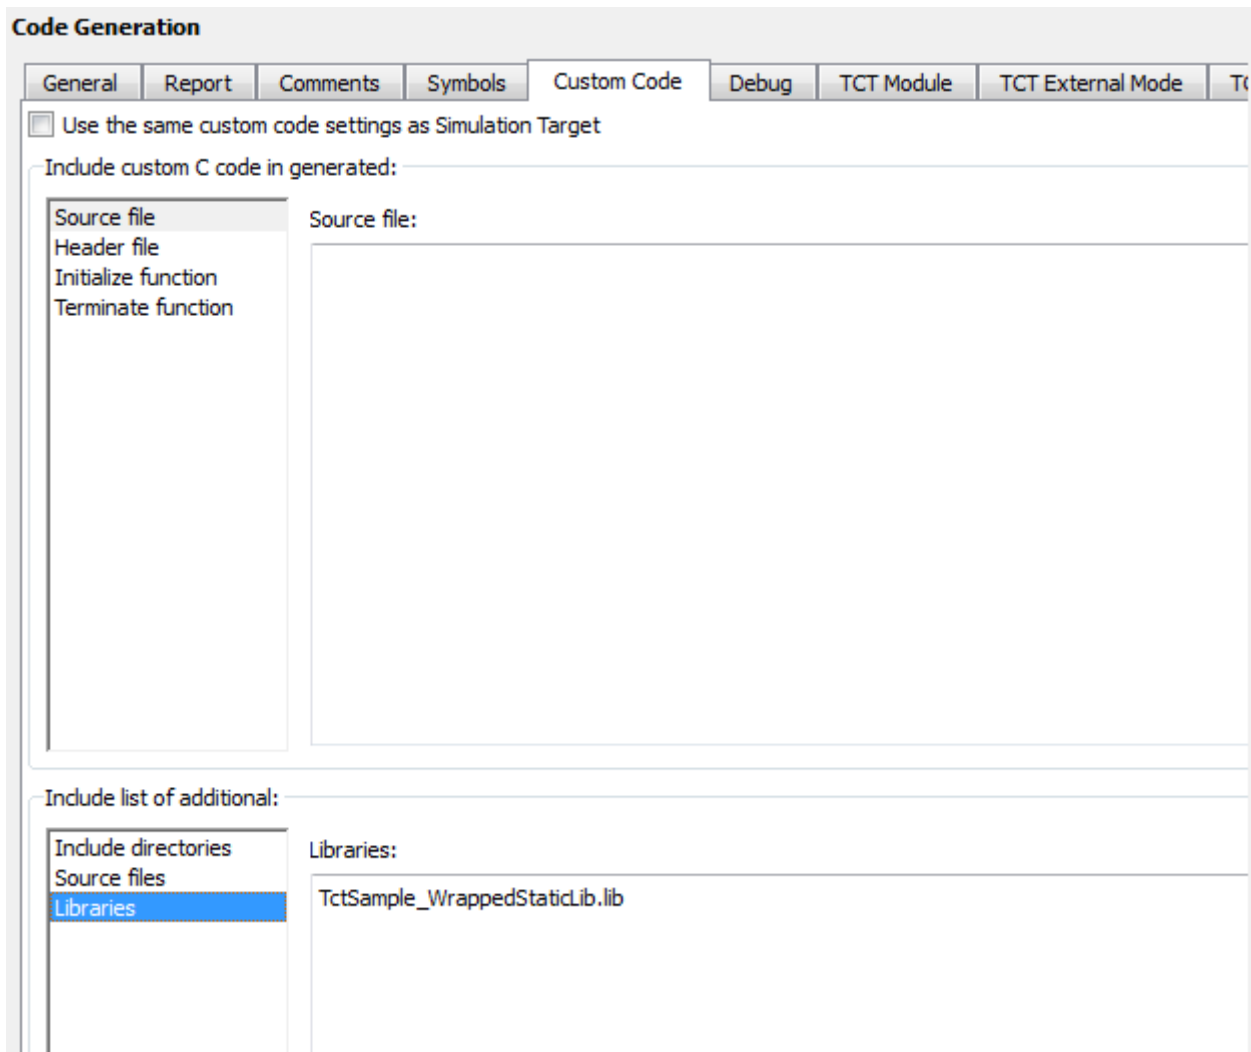 Code Generation
General Report Comments Symbols Custom Code Debug TCT Module TCT External Mode
Use the same custom code settings as Simulation Target
Include custom C code in generated:
Source file
Header file
Initialize function
Terminate function
Source file:
Include list of additional:
Include directories
Source files
Libraries
Libraries:
TctSample_WrappedStaticLib.lib